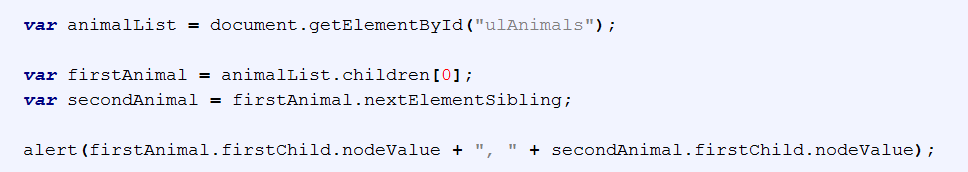 var animalList = document.getElementById("ulAnimals");
var firstAnimal = animalList.children[0];
var secondAnimal = firstAnimal.nextElementSibling;
alert(firstAnimal.firstChild.nodeValue + ", " + secondAnimal.firstChild.nodeValue);